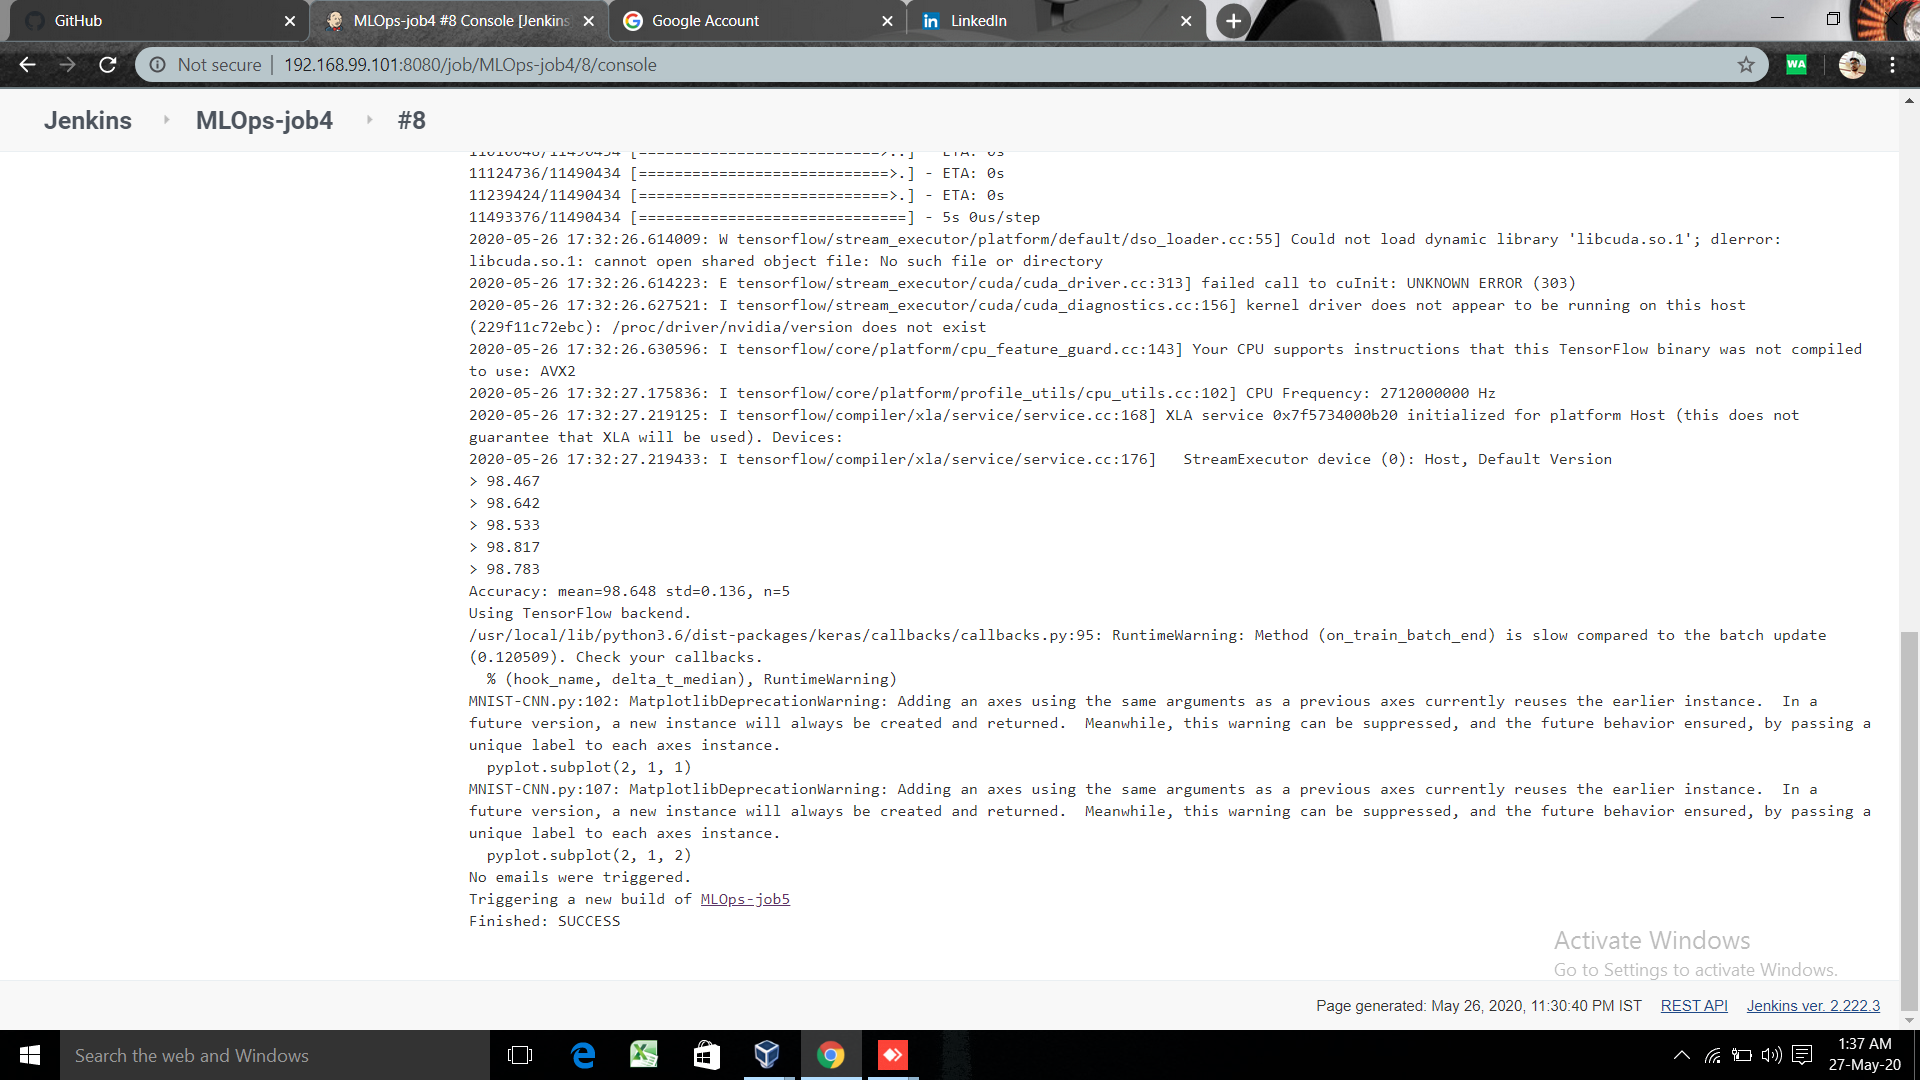 GitHub
MLOps-job4 #8 Console [Jenkins
Google Account
LinkedIn
Not secure | 192.168.99.101:8080/job/MLOps-job4/8/console
WA
Jenkins MLOps-job4 #8
11010048/11490434 [===========================>..] - ETA: 0s
11124736/11490434 [============================>.] - ETA: 0s
11239424/11490434 [============================>.] - ETA: 0s
11493376/11490434 [==============================] - 5s 0us/step
2020-05-26 17:32:26.614009: W tensorflow/stream_executor/platform/default/dso_loader.cc:55] Could not load dynamic library 'libcuda.so.1'; dlerror:
libcuda.so.1: cannot open shared object file: No such file or directory
2020-05-26 17:32:26.614223: E tensorflow/stream_executor/cuda/cuda_driver.cc:313] failed call to cuInit: UNKNOWN ERROR (303)
2020-05-26 17:32:26.627521: I tensorflow/stream_executor/cuda/cuda_diagnostics.cc:156] kernel driver does not appear to be running on this host
(229f11c72ebc): /proc/driver/nvidia/version does not exist
2020-05-26 17:32:26.630596: I tensorflow/core/platform/cpu_feature_guard.cc:143] Your CPU supports instructions that this TensorFlow binary was not compiled
to use: AVX2
2020-05-26 17:32:27.175836: I tensorflow/core/platform/profile_utils/cpu_utils.cc:102] CPU Frequency: 2712000000 Hz
2020-05-26 17:32:27.219125: I tensorflow/compiler/xla/service/service.cc:168] XLA service 0x7f5734000b20 initialized for platform Host (this does not
guarantee that XLA will be used). Devices:
2020-05-26 17:32:27.219433: I tensorflow/compiler/xla/service/service.cc:176]   StreamExecutor device (0): Host, Default Version
> 98.467
> 98.642
> 98.533
> 98.817
> 98.783
Accuracy: mean=98.648 std=0.136, n=5
Using TensorFlow backend.
/usr/local/lib/python3.6/dist-packages/keras/callbacks/callbacks.py:95: RuntimeWarning: Method (on_train_batch_end) is slow compared to the batch update
(0.120509). Check your callbacks.
% (hook_name, delta_t_median), RuntimeWarning)
MNIST-CNN.py:102: MatplotlibDeprecationWarning: Adding an axes using the same arguments as a previous axes currently reuses the earlier instance.  In a
future version, a new instance will always be created and returned.  Meanwhile, this warning can be suppressed, and the future behavior ensured, by passing a
unique label to each axes instance.
pyplot.subplot(2, 1, 1)
MNIST-CNN.py:107: MatplotlibDeprecationWarning: Adding an axes using the same arguments as a previous axes currently reuses the earlier instance.  In a
future version, a new instance will always be created and returned.  Meanwhile, this warning can be suppressed, and the future behavior ensured, by passing a
unique label to each axes instance.
pyplot.subplot(2, 1, 2)
No emails were triggered.
Triggering a new build of MLOps-job5
Finished: SUCCESS
Activate Windows
Go to Settings to activate Windows.
Page generated: May 26, 2020, 11:30:40 PM IST REST API Jenkins ver. 2.222.3
Search the web and Windows
1:37 AM
27-May-20